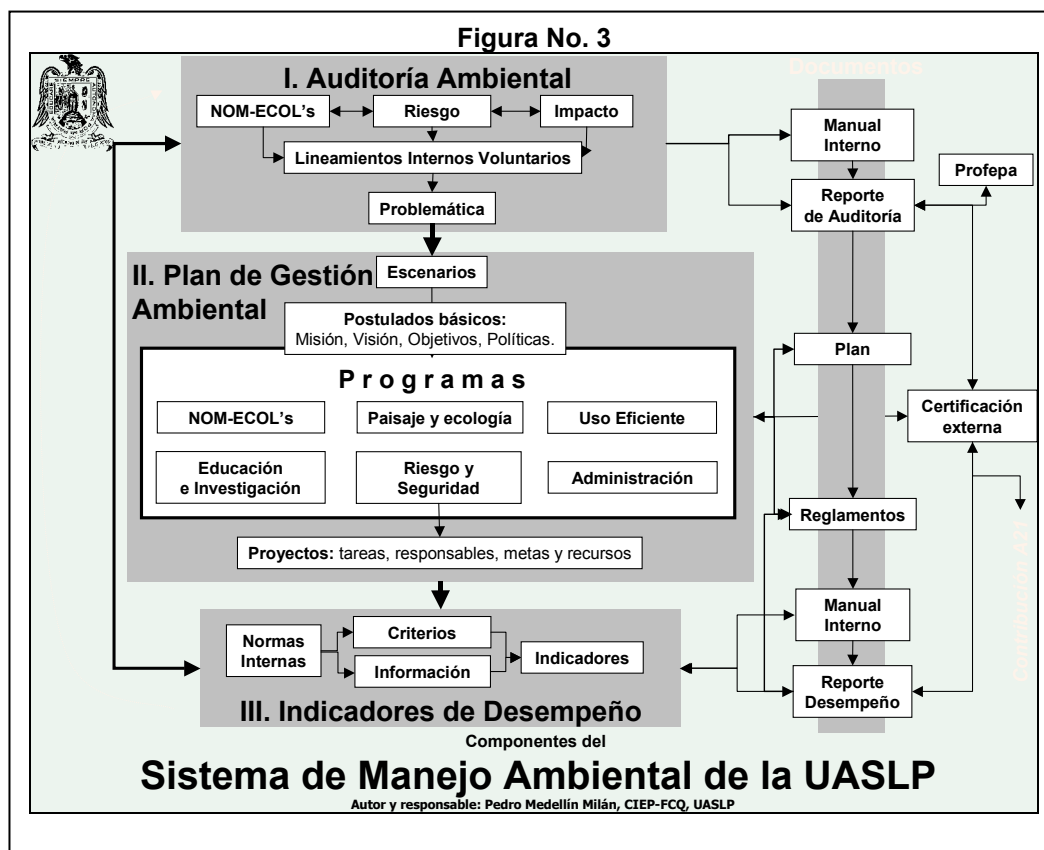 Figura No. 3
Documentos
I. Auditoría Ambiental
NOM-ECOL's
Riesgo
Impacto
Lineamientos Internos Voluntarios
Problemática
Manual
Interno
Profepa
Reporte
de Auditoría
II. Plan de Gestión
Ambiental
Escenarios
Postulados básicos:
Misión, Visión, Objetivos, Políticas.
Programas
NOM-ECOL's
Paisaje y ecología
Uso Eficiente
Educación
e Investigación
Riesgo y
Seguridad
Administración
Proyectos: tareas, responsables, metas y recursos
Plan
Certificación
externa
Reglamentos
Contribución A21
Manual
Interno
Reporte
Desempeño
Normas
Internas
Criterios
Información
Indicadores
III. Indicadores de Desempeño
Componentes del
Sistema de Manejo Ambiental de la UASLP
Autor y responsable: Pedro Medellín Milán, CIEP-FCQ, UASLP